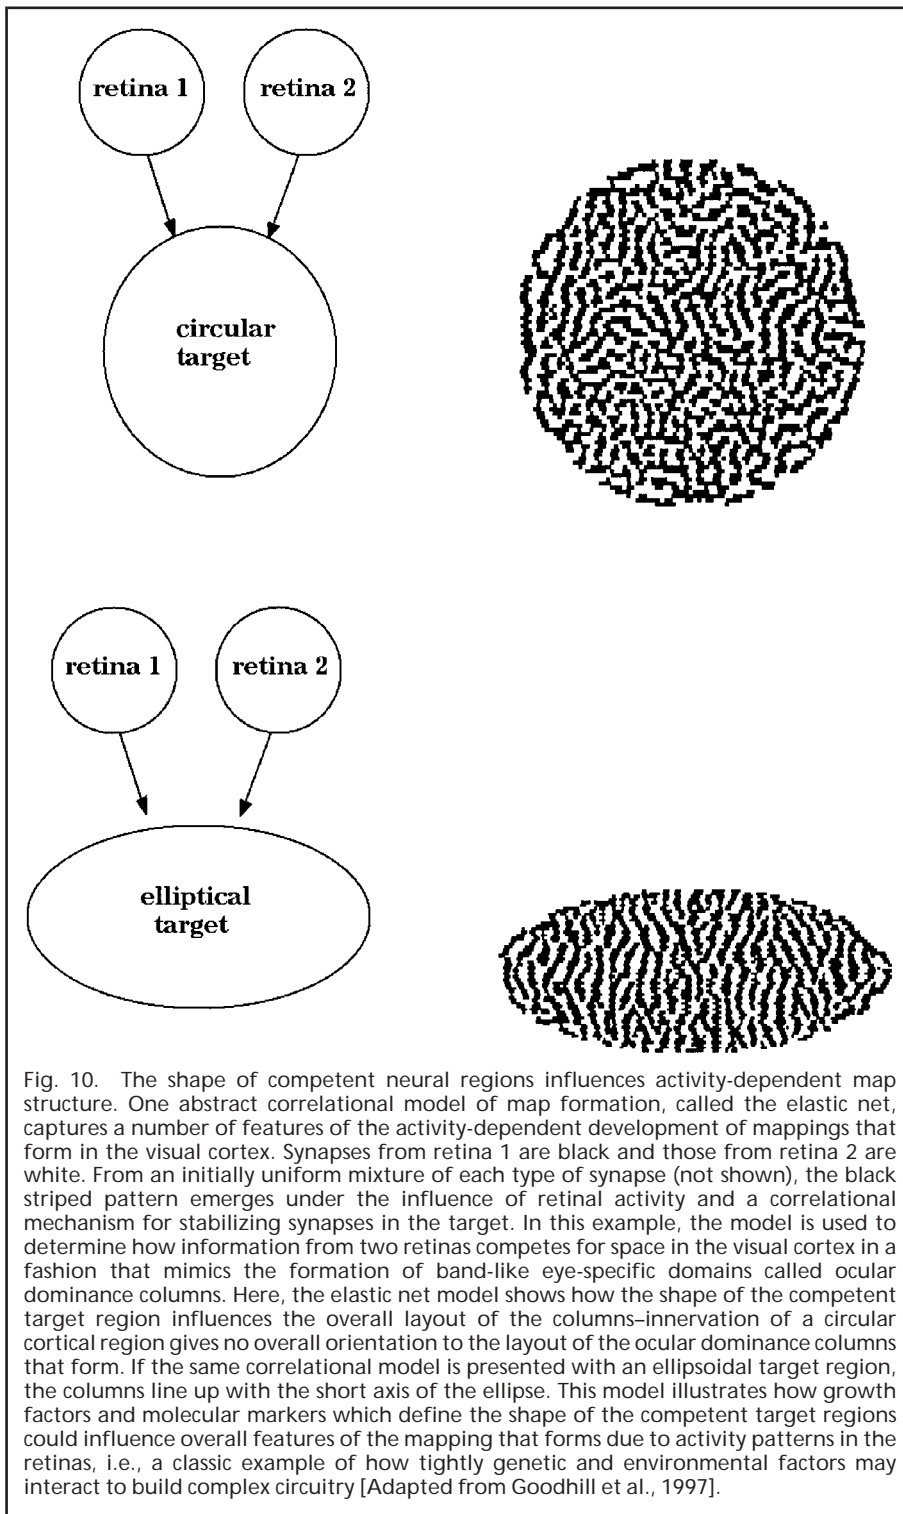 retina 1
retina 2
circular
target
retina 1
retina 2
elliptical
target
Fig. 10. The shape of competent neural regions influences activity-dependent map
structure. One abstract correlational model of map formation, called the elastic net,
captures a number of features of the activity-dependent development of mappings that
form in the visual cortex. Synapses from retina 1 are black and those from retina 2 are
white. From an initially uniform mixture of each type of synapse (not shown), the black
striped pattern emerges under the influence of retinal activity and a correlational
mechanism for stabilizing synapses in the target. In this example, the model is used to
determine how information from two retinas competes for space in the visual cortex in a
fashion that mimics the formation of band-like eye-specific domains called ocular
dominance columns. Here, the elastic net model shows how the shape of the competent
target region influences the overall layout of the columns–innervation of a circular
cortical region gives no overall orientation to the layout of the ocular dominance columns
that form. If the same correlational model is presented with an ellipsoidal target region,
the columns line up with the short axis of the ellipse. This model illustrates how growth
factors and molecular markers which define the shape of the competent target regions
could influence overall features of the mapping that forms due to activity patterns in the
retinas, i.e., a classic example of how tightly genetic and environmental factors may
interact to build complex circuitry [Adapted from Goodhill et al., 1997].